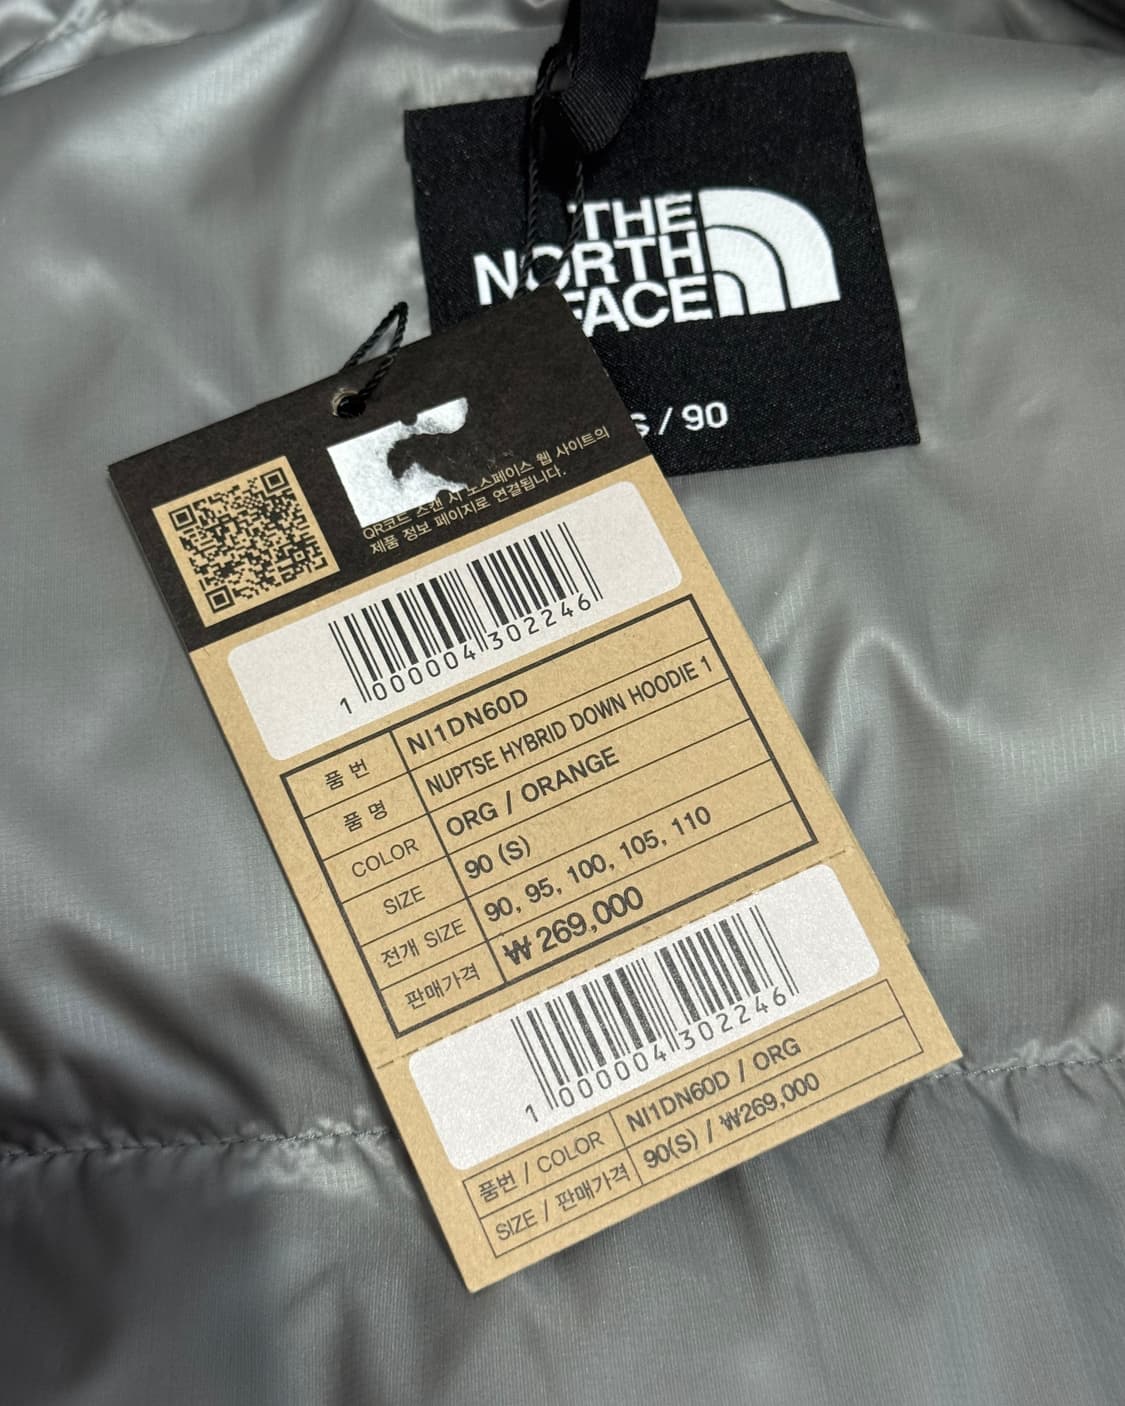 THE
NORTH
FACE
S / 90
QR코드 스캔 시 노스페이스 웹 사이트의
제품 정보 페이지로 연결됩니다.
1 000004 302246
품 번 NI1DN60D
품 명 NUPTSE HYBRID DOWN HOODIE 1
COLOR ORG / ORANGE
SIZE 90 (S)
전개 SIZE 90, 95, 100, 105, 110
판매가격 ₩ 269,000
1 000004 302246
품번 / COLOR NI1DN60D / ORG
SIZE / 판매가격 90(S) / ₩269,000